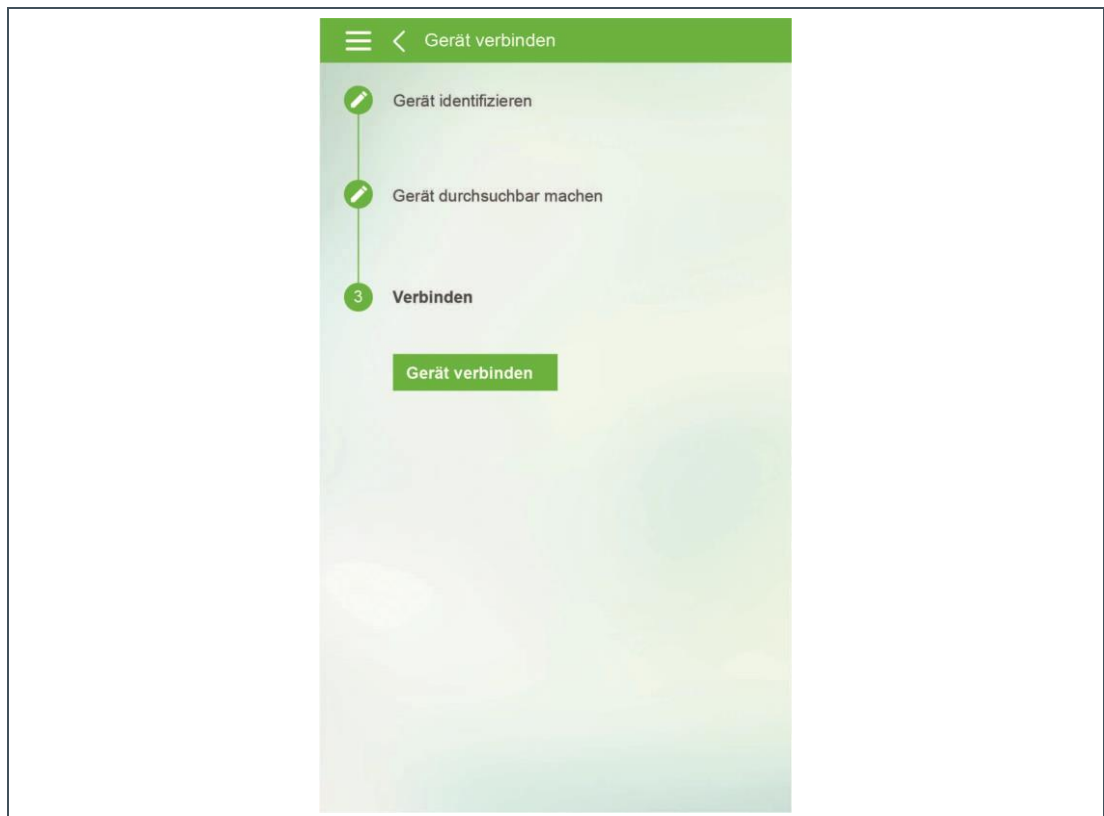 Gerät verbinden
Gerät identifizieren
Gerät durchsuchbar machen
3 Verbinden
Gerät verbinden